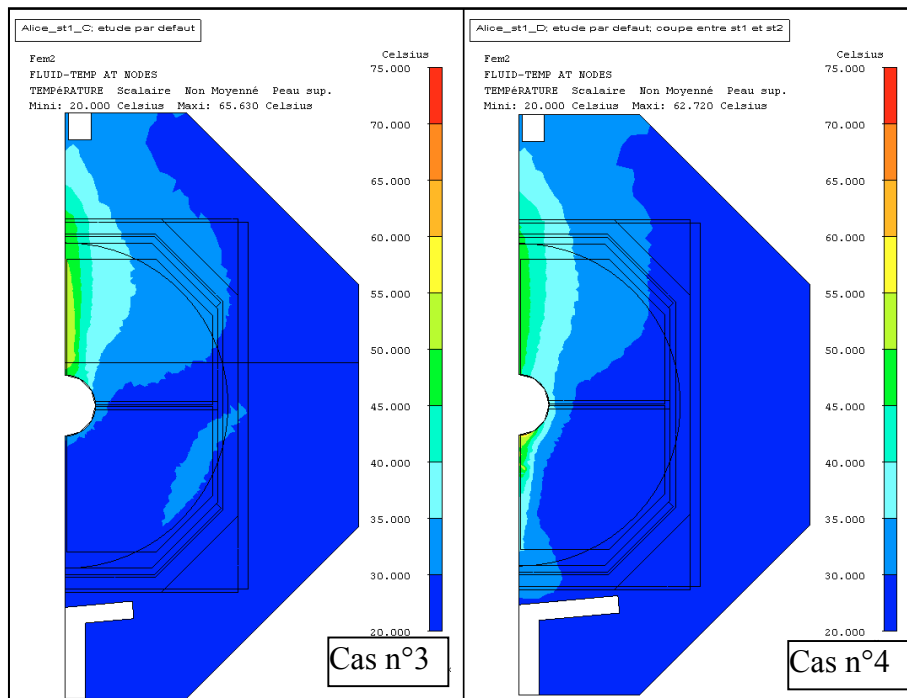 Alice_st1_C; etude par defaut
Celsius
Fem2
FLUID-TEMP AT NODES
TEMPéRATURE Scalaire Non Moyennée Peau sup.
Mini: 20.000 Celsius Maxi: 65.630 Celsius
75.000
70.000
65.000
60.000
55.000
50.000
45.000
40.000
35.000
30.000
20.000
Cas n°3
Alice_st1_D; etude par defaut; coupe entre st1 et st2
Celsius
Fem2
FLUID-TEMP AT NODES
TEMPéRATURE Scalaire Non Moyennée Peau sup.
Mini: 20.000 Celsius Maxi: 62.720 Celsius
75.000
70.000
65.000
60.000
55.000
50.000
45.000
40.000
35.000
30.000
20.000
Cas n°4